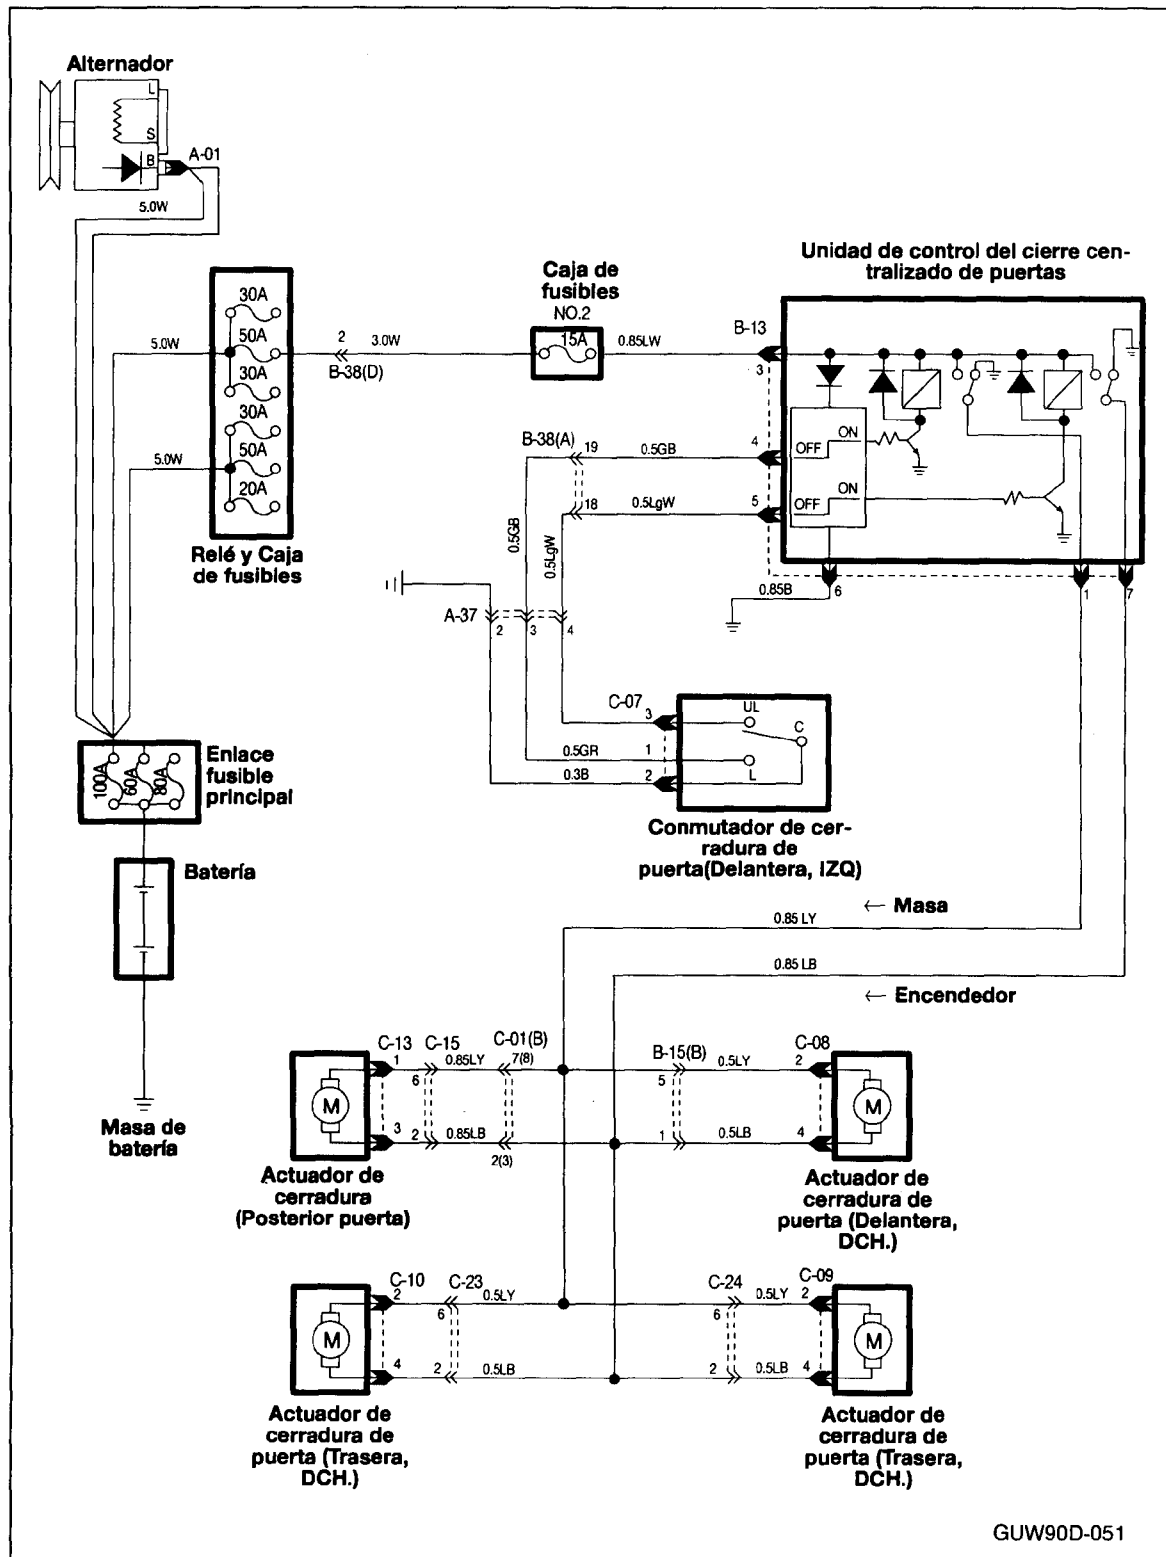 Alternador
L
S
B
A-01
5.0W
30A
50A
30A
30A
50A
20A
5.0W
5.0W
Relé y Caja
de fusibles
2
3.0W
B-38(D)
Caja de
fusibles
NO.2
15A
0.85LW
Unidad de control del cierre cen-
tralizado de puertas
B-13
3
B-38(A)
19
0.5GB
4
OFF
ON
18
0.5LgW
5
OFF
ON
0.5GB
0.5LgW
0.85B
6
1
7
A-37
2
3
4
C-07
3
UL
C
0.5GR
1
L
0.3B
2
Conmutador de cer-
radura de
puerta(Delantera, IZQ)
100A
60A
80A
Enlace
fusible
principal
Batería
Masa de
batería
← Masa
0.85 LY
0.85 LB
← Encendedor
C-13
C-15
C-01(B)
B-15(B)
C-08
1
6
0.85LY
7(8)
5
0.5LY
2
M
M
3
2
0.85LB
2(3)
1
0.5LB
4
Actuador de
cerradura
(Posterior puerta)
Actuador de
cerradura de
puerta (Delantera,
DCH.)
C-10
C-23
C-24
C-09
2
6
0.5LY
6
0.5LY
2
M
M
4
2
0.5LB
2
0.5LB
4
Actuador de
cerradura de
puerta (Trasera,
DCH.)
Actuador de
cerradura de
puerta (Trasera,
DCH.)
GUW90D-051